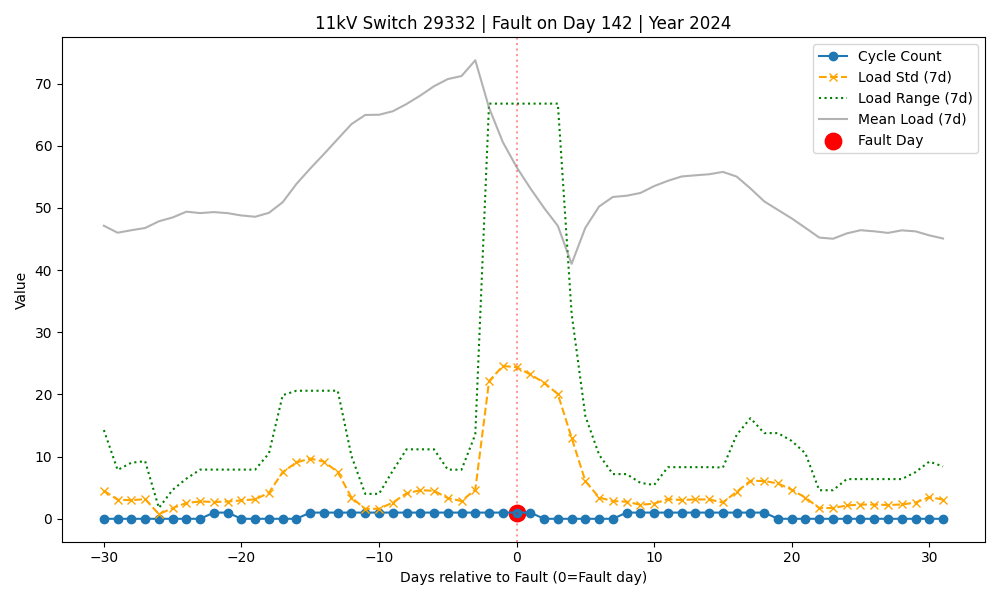 11kV Switch 29332 | Fault on Day 142 | Year 2024
Cycle Count
Load Std (7d)
Load Range (7d)
Mean Load (7d)
Fault Day
Value
70
60
50
40
30
20
10
0
−30
−20
−10
0
10
20
30
Days relative to Fault (0=Fault day)